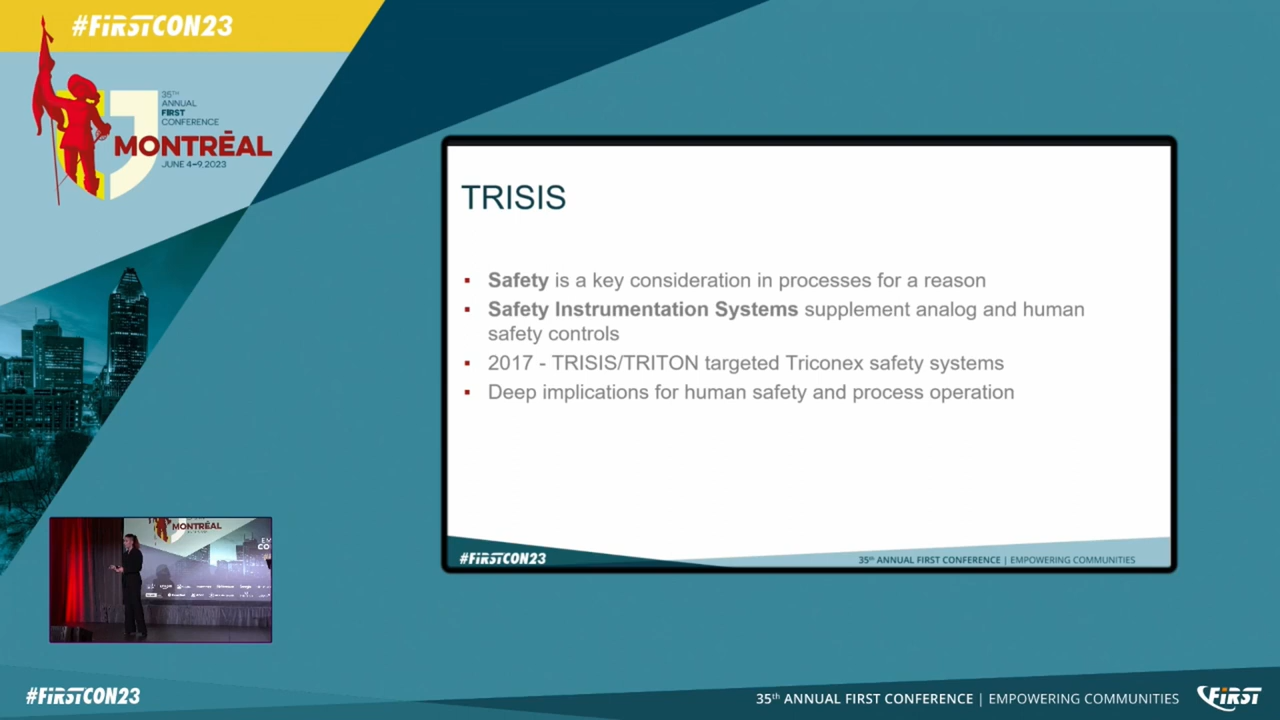 #FiRSTCON23
35TH
ANNUAL
FIRST
CONFERENCE
MONTRĒAL
JUNE 4-9,2023
TRISIS
▪ Safety is a key consideration in processes for a reason
▪ Safety Instrumentation Systems supplement analog and human
safety controls
▪ 2017 - TRISIS/TRITON targeted Triconex safety systems
▪ Deep implications for human safety and process operation
#FiRSTCON23
35th ANNUAL FIRST CONFERENCE | EMPOWERING COMMUNITIES
MONTRĒAL
#FiRSTCON23
35th ANNUAL FIRST CONFERENCE | EMPOWERING COMMUNITIES
FiRST